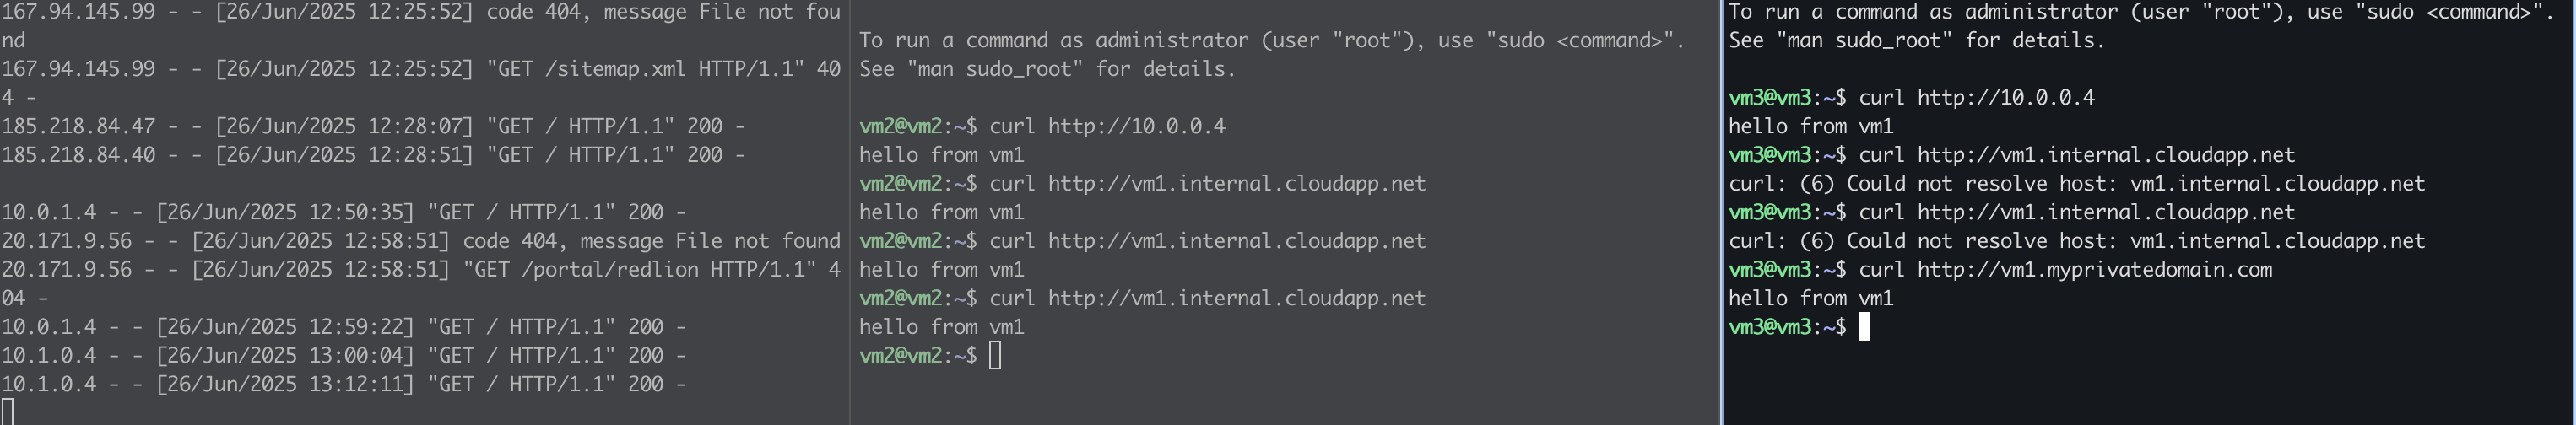 167.94.145.99 - - [26/Jun/2025 12:25:52] code 404, message File not fou
nd
167.94.145.99 - - [26/Jun/2025 12:25:52] "GET /sitemap.xml HTTP/1.1" 40
4 -
185.218.84.47 - - [26/Jun/2025 12:28:07] "GET / HTTP/1.1" 200 -
185.218.84.40 - - [26/Jun/2025 12:28:51] "GET / HTTP/1.1" 200 -
10.0.1.4 - - [26/Jun/2025 12:50:35] "GET / HTTP/1.1" 200 -
20.171.9.56 - - [26/Jun/2025 12:58:51] code 404, message File not found
20.171.9.56 - - [26/Jun/2025 12:58:51] "GET /portal/redlion HTTP/1.1" 4
04 -
10.0.1.4 - - [26/Jun/2025 12:59:22] "GET / HTTP/1.1" 200 -
10.1.0.4 - - [26/Jun/2025 13:00:04] "GET / HTTP/1.1" 200 -
10.1.0.4 - - [26/Jun/2025 13:12:11] "GET / HTTP/1.1" 200 -
To run a command as administrator (user "root"), use "sudo <command>".
See "man sudo_root" for details.
vm2@vm2:~$ curl http://10.0.0.4
hello from vm1
vm2@vm2:~$ curl http://vm1.internal.cloudapp.net
hello from vm1
vm2@vm2:~$ curl http://vm1.internal.cloudapp.net
hello from vm1
vm2@vm2:~$ curl http://vm1.internal.cloudapp.net
hello from vm1
vm2@vm2:~$
To run a command as administrator (user "root"), use "sudo <command>".
See "man sudo_root" for details.
vm3@vm3:~$ curl http://10.0.0.4
hello from vm1
vm3@vm3:~$ curl http://vm1.internal.cloudapp.net
curl: (6) Could not resolve host: vm1.internal.cloudapp.net
vm3@vm3:~$ curl http://vm1.internal.cloudapp.net
curl: (6) Could not resolve host: vm1.internal.cloudapp.net
vm3@vm3:~$ curl http://vm1.myprivatedomain.com
hello from vm1
vm3@vm3:~$